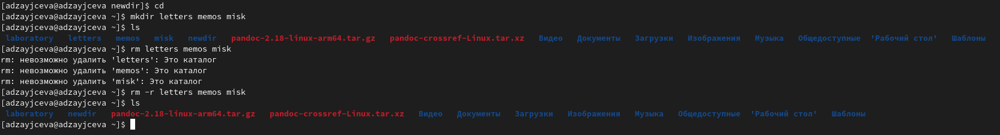 [adzayjceva@adzayjceva newdir]$ cd
[adzayjceva@adzayjceva ~]$ mkdir letters memos misk
[adzayjceva@adzayjceva ~]$ ls
laboratory letters memos misk newdir pandoc-2.18-linux-arm64.tar.gz pandoc-crossref-Linux.tar.xz Видео Документы Загрузки Изображения Музыка Общедоступные 'Рабочий стол' Шаблоны
[adzayjceva@adzayjceva ~]$ rm letters memos misk
rm: невозможно удалить 'letters': Это каталог
rm: невозможно удалить 'memos': Это каталог
rm: невозможно удалить 'misk': Это каталог
[adzayjceva@adzayjceva ~]$ rm -r letters memos misk
[adzayjceva@adzayjceva ~]$ ls
laboratory newdir pandoc-2.18-linux-arm64.tar.gz pandoc-crossref-Linux.tar.xz Видео Документы Загрузки Изображения Музыка Общедоступные 'Рабочий стол' Шаблоны
[adzayjceva@adzayjceva ~]$